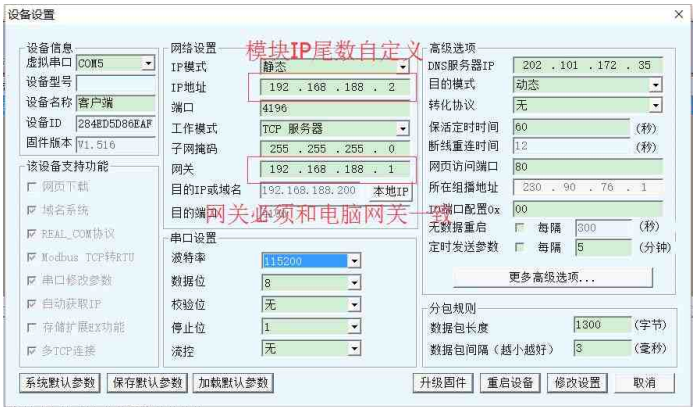 设备设置
设备信息
虚拟串口 COM5
设备型号
设备名称 客户端
设备ID 284ED5D86EAF
固件版本 V1.516
该设备支持功能
网页下载
域名系统
REAL_COM协议
Modbus TCP转RTU
串口修改参数
自动获取IP
存储扩展EX功能
多TCP连接
网络设置
模块IP尾数自定义
IP模式 静态
IP地址 192 . 168 . 188 . 2
端口 4196
工作模式 TCP 服务器
子网掩码 255 . 255 . 255 . 0
网关 192 . 168 . 188 . 1
目的IP或域名 192.168.188.200 本地IP
目的端口
网关必须和电脑网关一致
串口设置
波特率 115200
数据位 8
校验位 无
停止位 1
流控 无
高级选项
DNS服务器IP 202 . 101 . 172 . 35
目的模式 动态
转化协议 无
保活定时时间 60 (秒)
断线重连时间 12 (秒)
网页访问端口 80
所在组播地址 230 . 90 . 76 . 1
IO端口配置0x 00
无数据重启 每隔 300 (秒)
定时发送参数 每隔 5 (分钟)
更多高级选项...
分包规则
数据包长度 1300 (字节)
数据包间隔（越小越好） 3 (毫秒)
系统默认参数 保存默认参数 加载默认参数 升级固件 重启设备 修改设置 取消